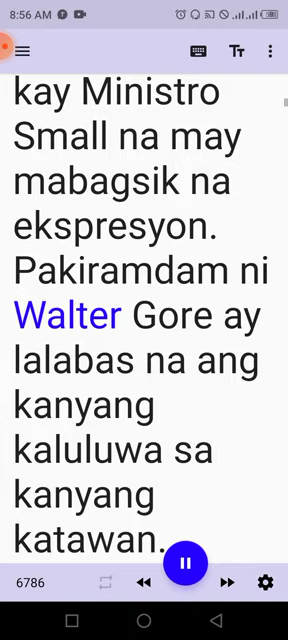 8:56 AM
kay Ministro
Small na may
mabagsik na
ekspresyon.
Pakiramdam ni
Walter Gore ay
lalabas na ang
kanyang
kaluluwa sa
kanyang
katawan.
6786